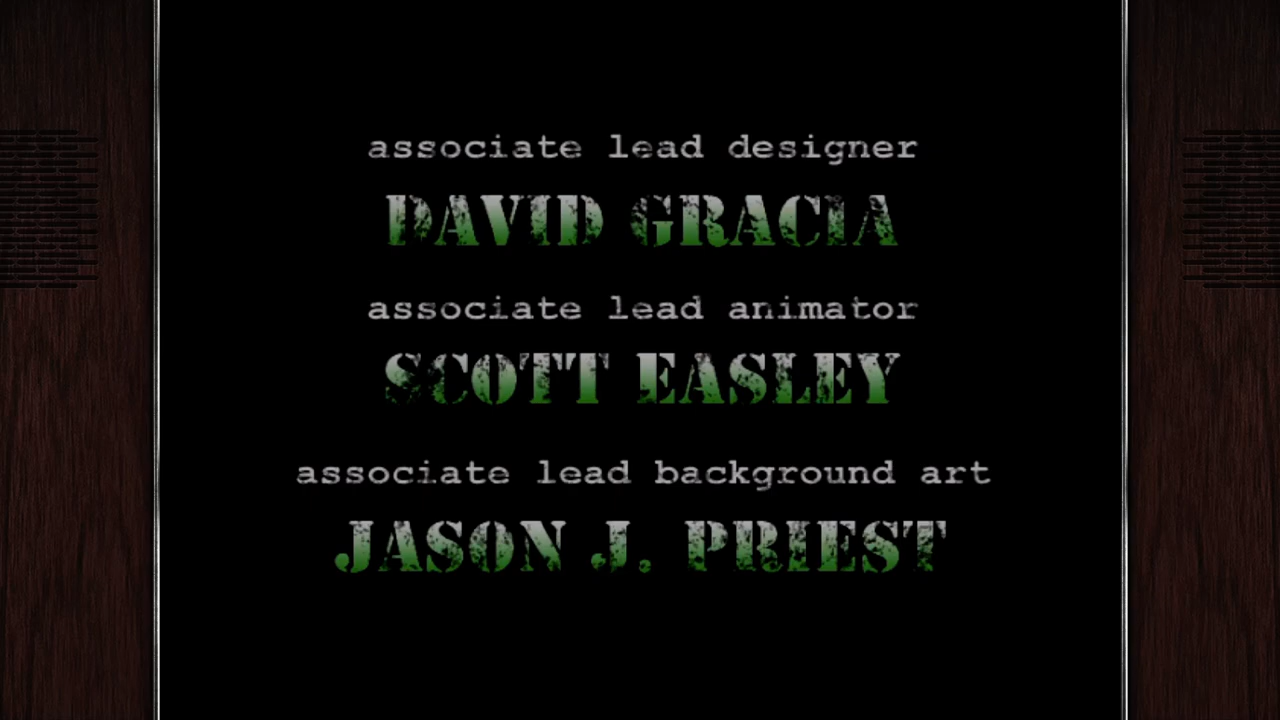 associate lead designer
DAVID GRACIA
associate lead animator
SCOTT EASLEY
associate lead background art
JASON J. PRIEST